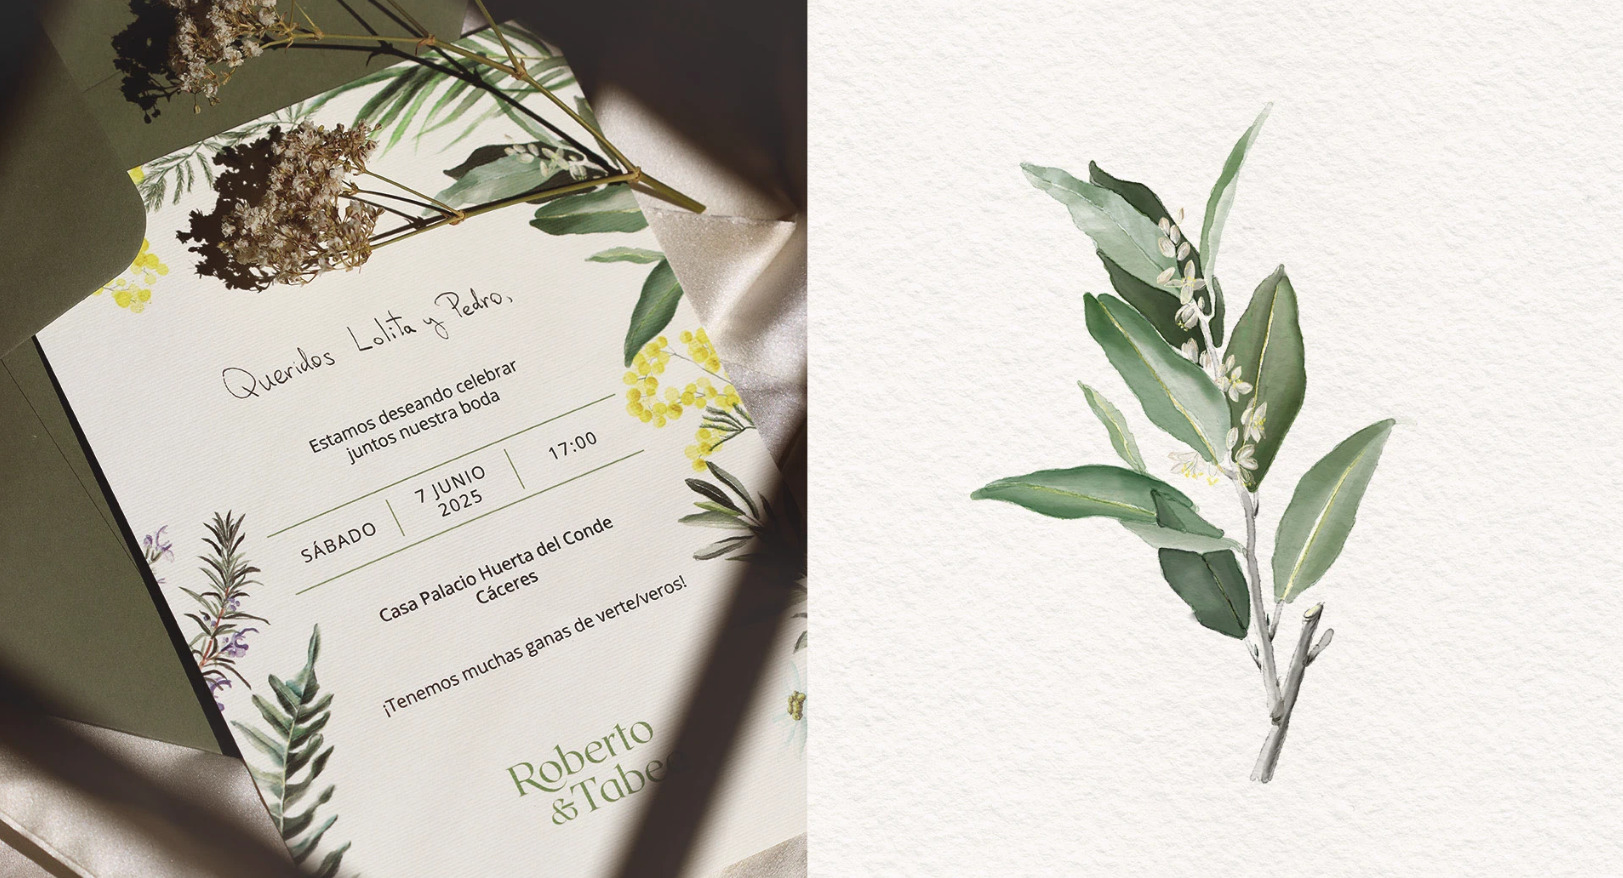 Queridos Lolita y Pedro,
Estamos deseando celebrar
juntos nuestra boda
SÁBADO
7 JUNIO
2025
17:00
Casa Palacio Huerta del Conde
Cáceres
¡Tenemos muchas ganas de verte/veros!
Roberto